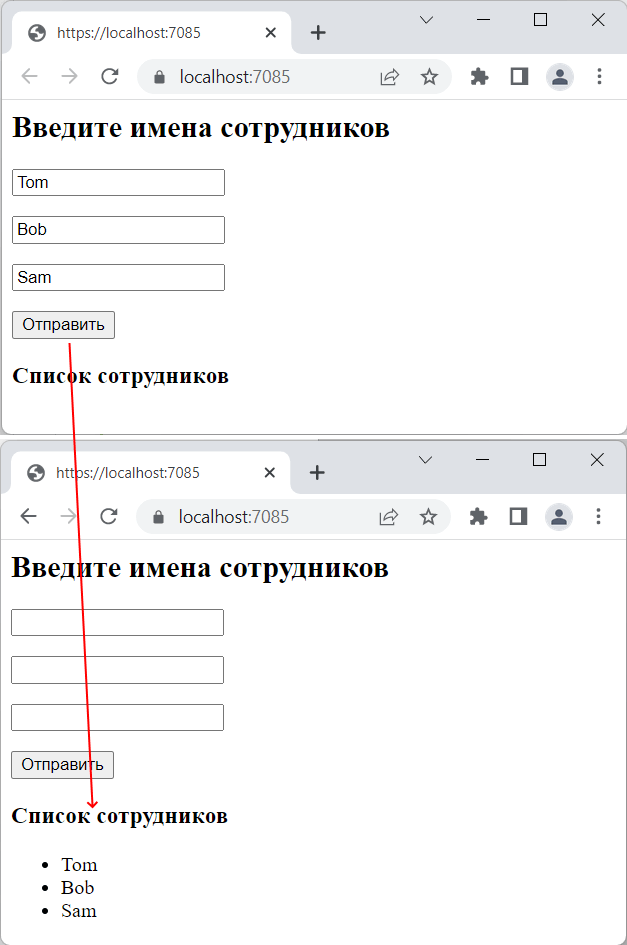 https://localhost:7085
localhost:7085
Введите имена сотрудников
Tom
Bob
Sam
Отправить
Список сотрудников
https://localhost:7085
localhost:7085
Введите имена сотрудников
Отправить
Список сотрудников
Tom
Bob
Sam